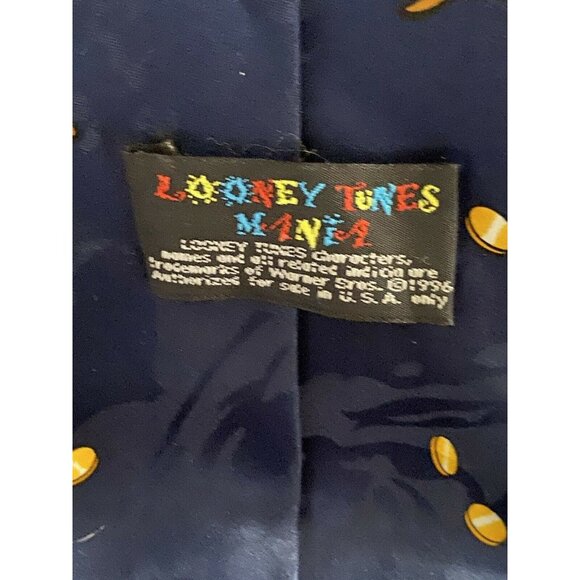 LOONEY TUNES
MANIA
LOONEY TUNES characters,
names and all related indicia are
trademarks of Warner Bros. ©1996
Authorized for sale in U.S.A. only